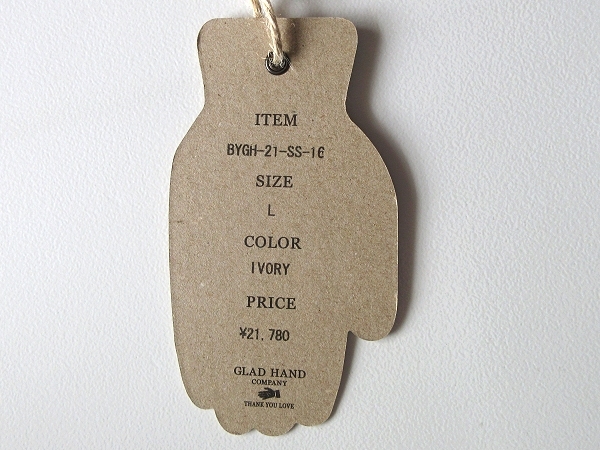 ITEM
BYGH-21-SS-16
SIZE
L
COLOR
IVORY
PRICE
¥21,780
GLAD HAND
COMPANY
THANK YOU LOVE